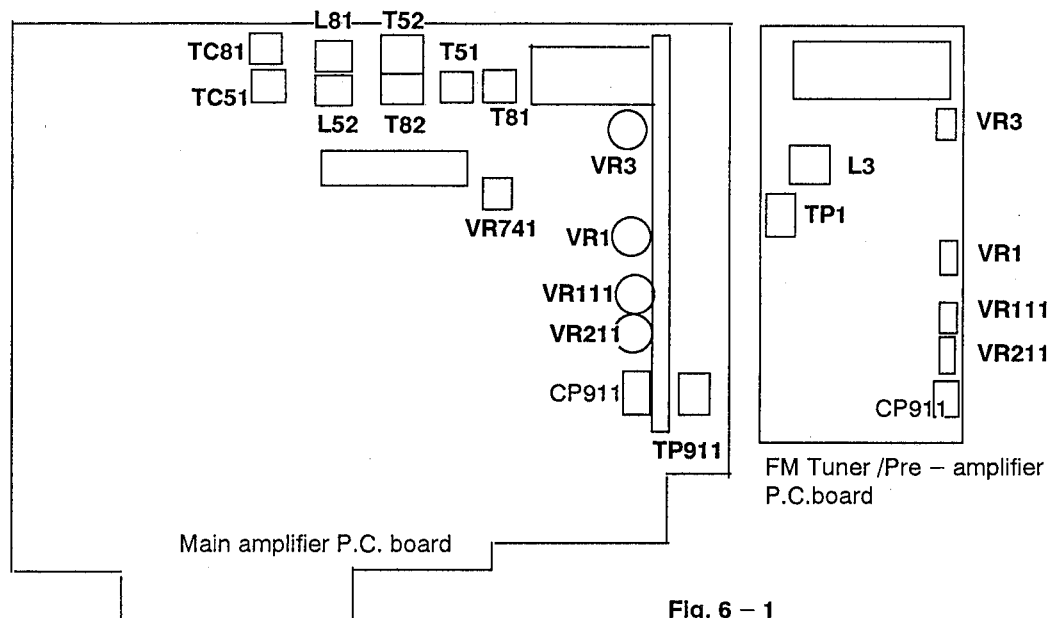 L81 T52
TC81 T51
TC51
L52 T82 T81
VR3
VR741
VR1
VR111
VR211
CP911
TP911
Main amplifier P.C. board
VR3
L3
TP1
VR1
VR111
VR211
CP911
FM Tuner /Pre – amplifier
P.C.board
Fig. 6 – 1